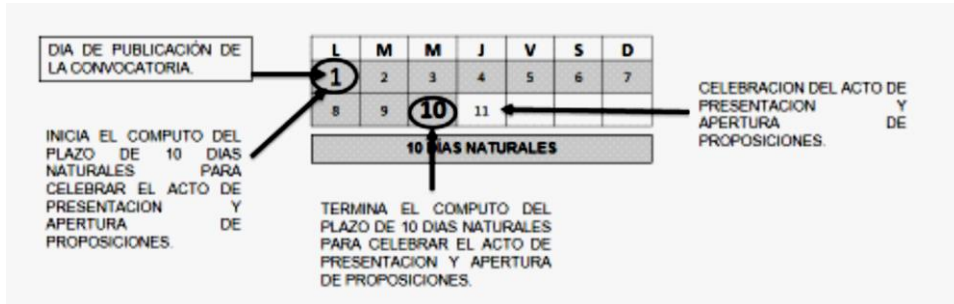 DIA DE PUBLICACIÓN DE
LA CONVOCATORIA.
L M M J V S D
1 2 3 4 5 6 7
8 9 10 11
10 DIAS NATURALES
INICIA EL COMPUTO DEL
PLAZO DE 10 DIAS
NATURALES PARA
CELEBRAR EL ACTO DE
PRESENTACION Y
APERTURA DE
PROPOSICIONES.
TERMINA EL COMPUTO DEL
PLAZO DE 10 DIAS NATURALES
PARA CELEBRAR EL ACTO DE
PRESENTACION Y APERTURA
DE PROPOSICIONES.
CELEBRACION DEL ACTO DE
PRESENTACION Y
APERTURA DE
PROPOSICIONES.